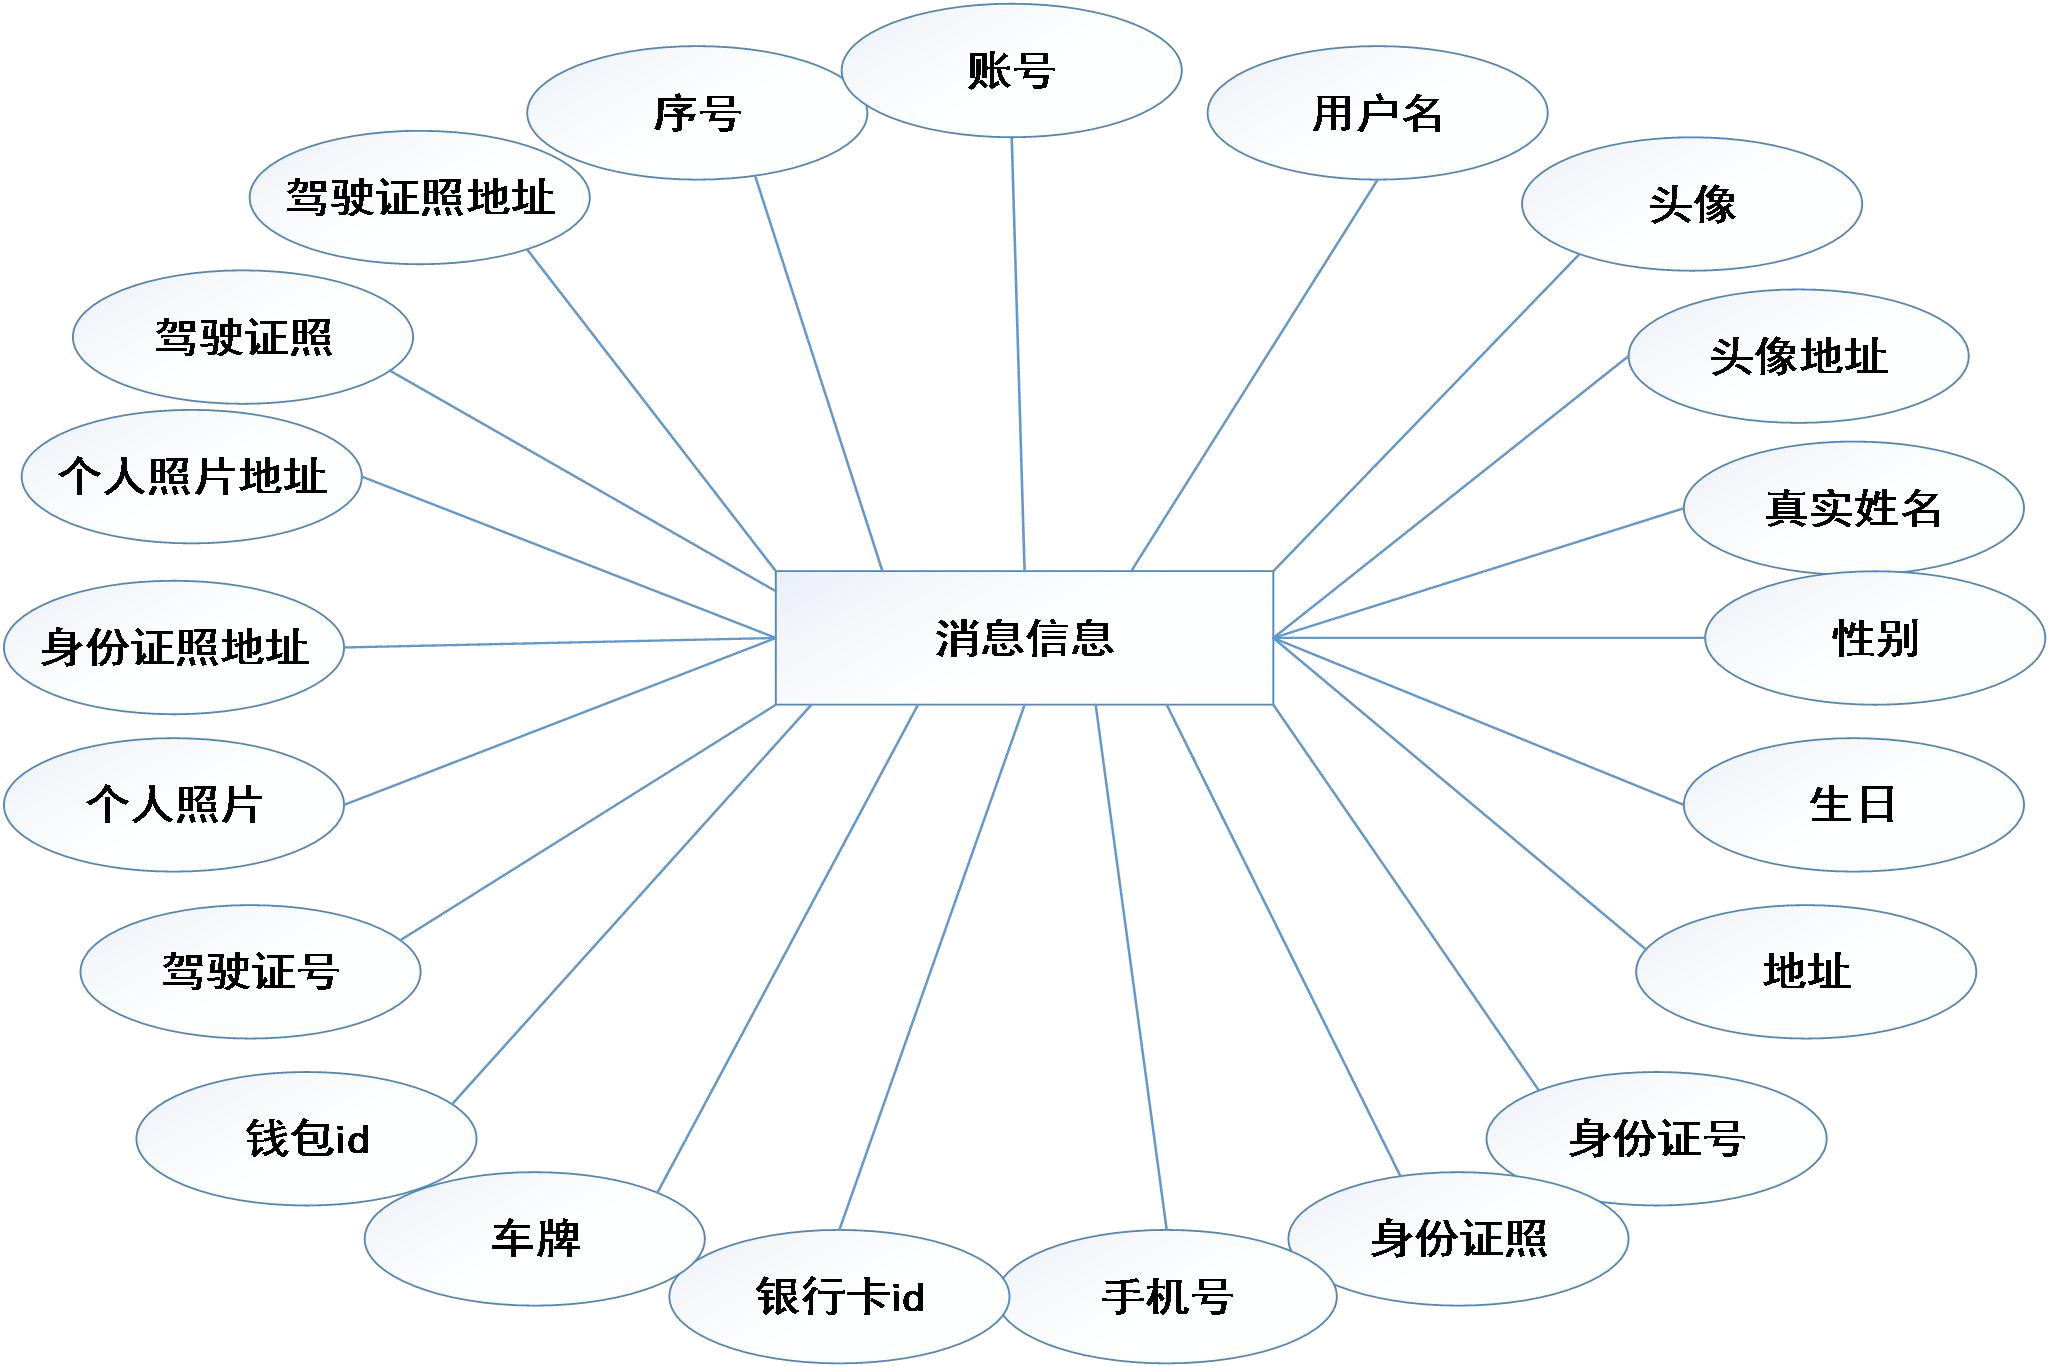 账号
序号
用户名
驾驶证照地址
头像
驾驶证照
头像地址
个人照片地址
真实姓名
消息信息
性别
身份证照地址
个人照片
生日
驾驶证号
地址
钱包id
身份证号
车牌
身份证照
银行卡id
手机号